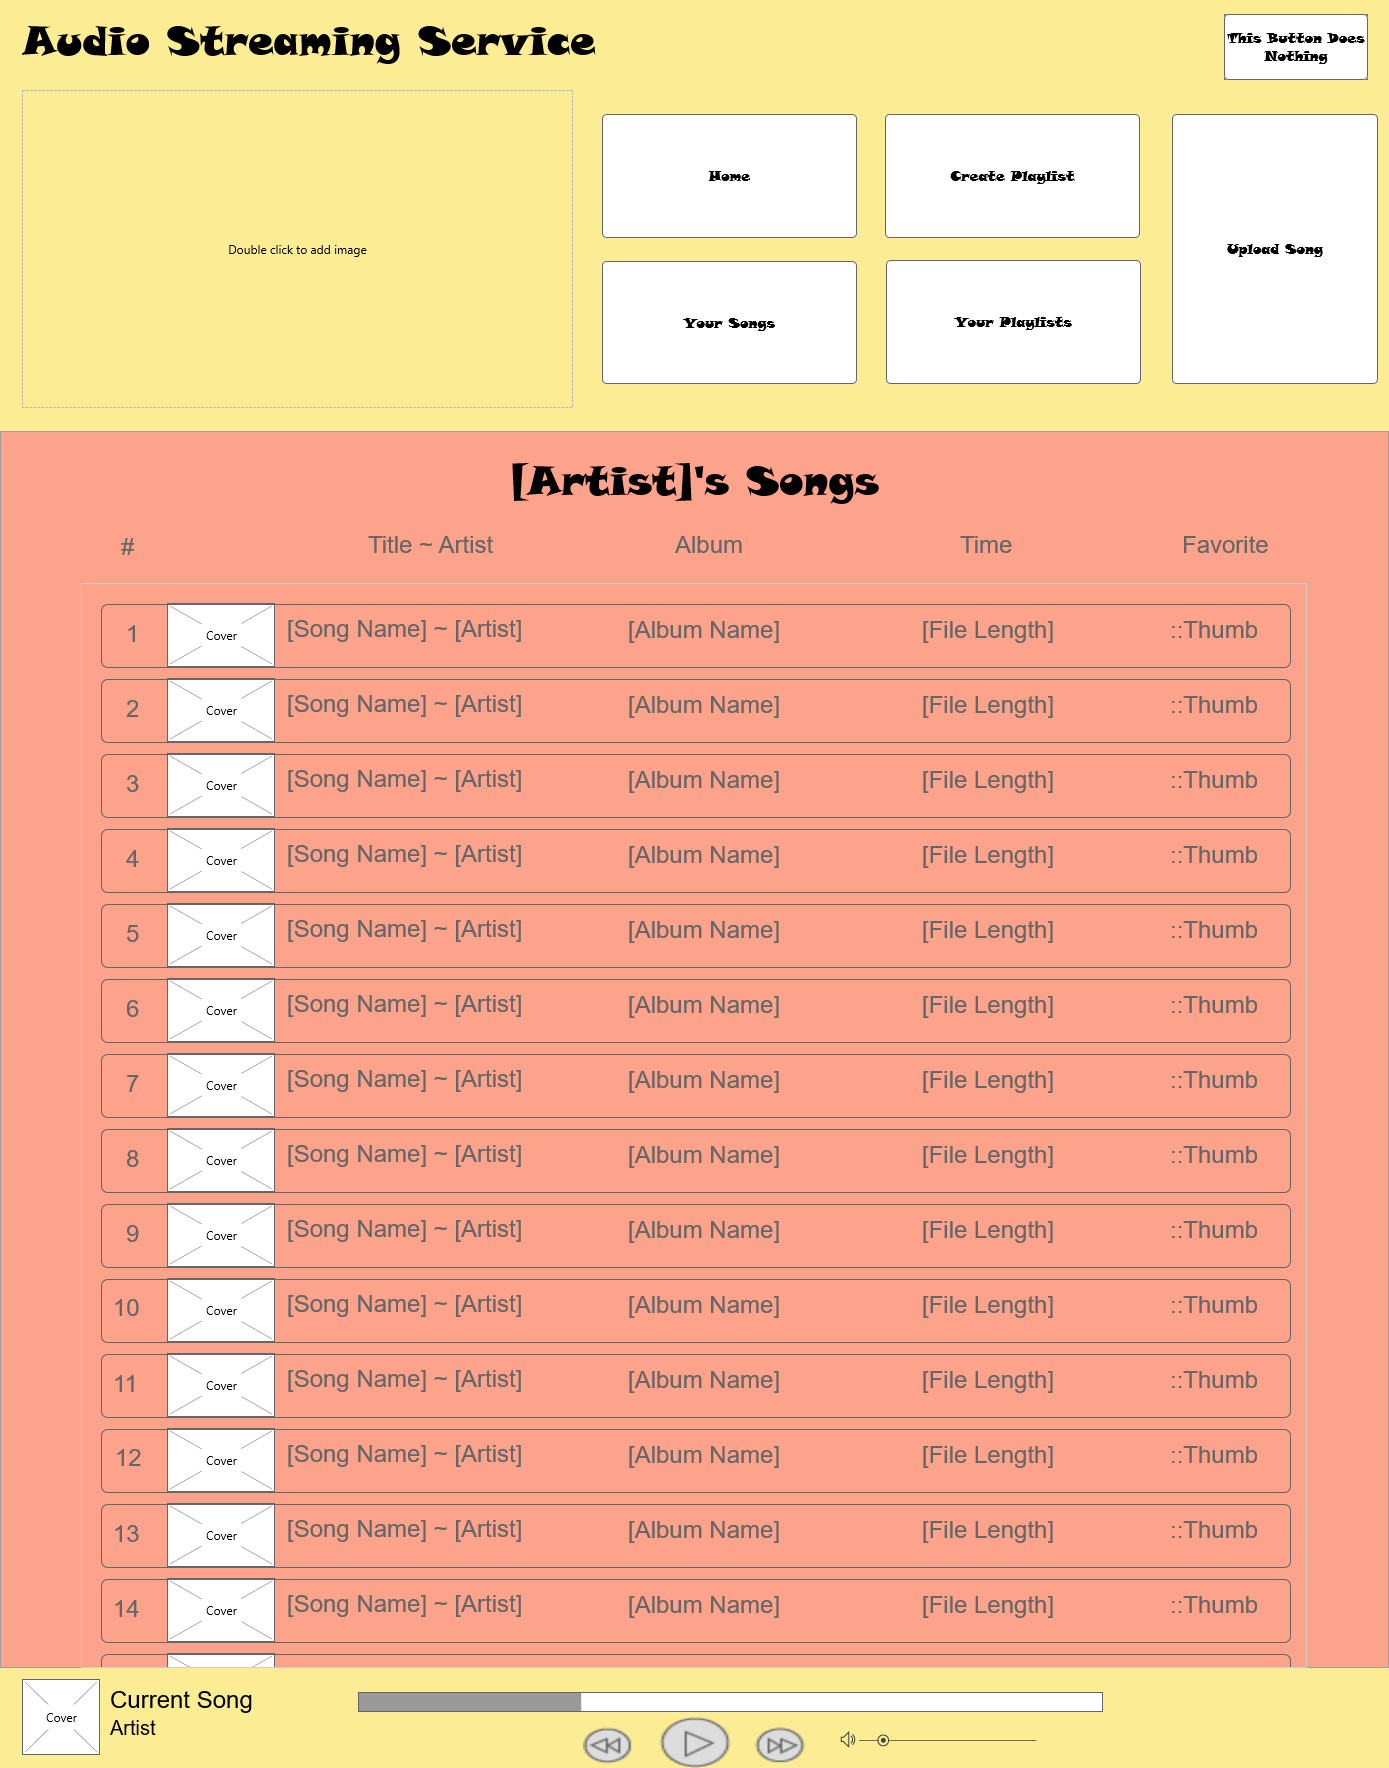 Audio Streaming Service
This Button Does
Nothing
Double click to add image
Home
Create Playlist
Upload Song
Your Songs
Your Playlists
[Artist]'s Songs
# Title ~ Artist Album Time Favorite
1 Cover [Song Name] ~ [Artist] [Album Name] [File Length] ::Thumb
2 Cover [Song Name] ~ [Artist] [Album Name] [File Length] ::Thumb
3 Cover [Song Name] ~ [Artist] [Album Name] [File Length] ::Thumb
4 Cover [Song Name] ~ [Artist] [Album Name] [File Length] ::Thumb
5 Cover [Song Name] ~ [Artist] [Album Name] [File Length] ::Thumb
6 Cover [Song Name] ~ [Artist] [Album Name] [File Length] ::Thumb
7 Cover [Song Name] ~ [Artist] [Album Name] [File Length] ::Thumb
8 Cover [Song Name] ~ [Artist] [Album Name] [File Length] ::Thumb
9 Cover [Song Name] ~ [Artist] [Album Name] [File Length] ::Thumb
10 Cover [Song Name] ~ [Artist] [Album Name] [File Length] ::Thumb
11 Cover [Song Name] ~ [Artist] [Album Name] [File Length] ::Thumb
12 Cover [Song Name] ~ [Artist] [Album Name] [File Length] ::Thumb
13 Cover [Song Name] ~ [Artist] [Album Name] [File Length] ::Thumb
14 Cover [Song Name] ~ [Artist] [Album Name] [File Length] ::Thumb
Cover
Current Song
Artist